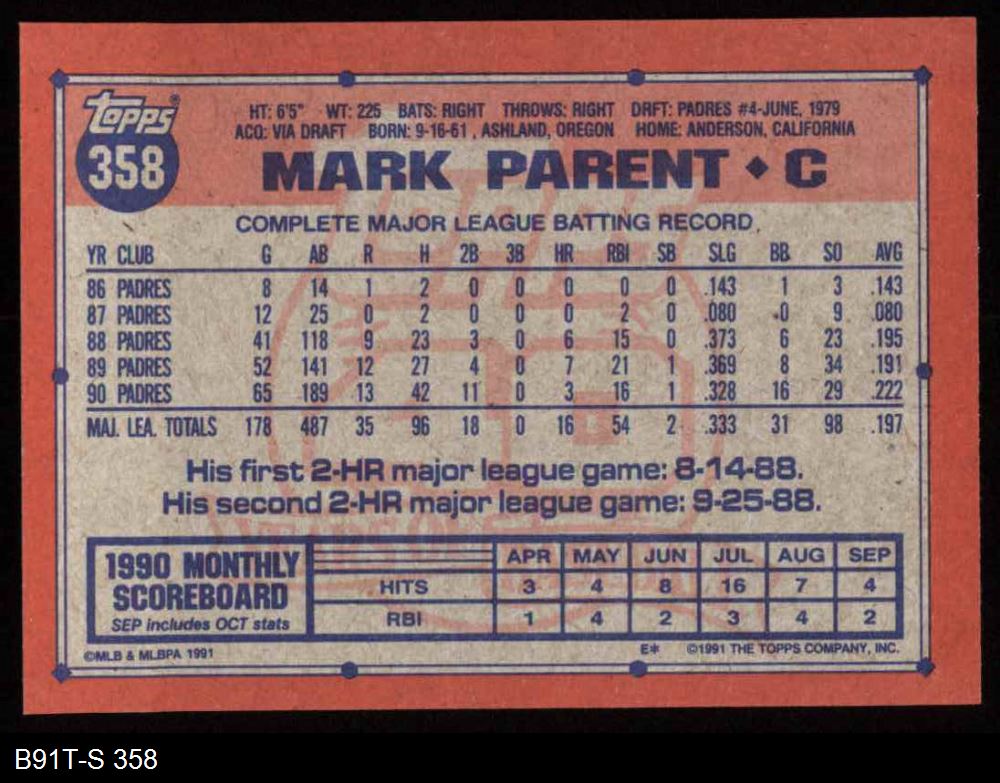 TOPPS
358
HT: 6'5" WT: 225 BATS: RIGHT THROWS: RIGHT DRFT: PADRES #4-JUNE, 1979
ACQ: VIA DRAFT BORN: 9-16-61, ASHLAND, OREGON HOME: ANDERSON, CALIFORNIA
MARK PARENT ♦ C
COMPLETE MAJOR LEAGUE BATTING RECORD
YR CLUB G AB R H 2B 3B HR RBI SB SLG BB SO AVG
86 PADRES 8 14 1 2 0 0 0 0 0 .143 1 3 .143
87 PADRES 12 25 0 2 0 0 0 2 0 .080 0 9 .080
88 PADRES 41 118 9 23 3 0 6 15 0 .373 6 23 .195
89 PADRES 52 141 12 27 4 0 7 21 1 .369 8 34 .191
90 PADRES 65 189 13 42 11 0 3 16 1 .328 16 29 .222
MAJ. LEA. TOTALS 178 487 35 96 18 0 16 54 2 .333 31 98 .197
His first 2-HR major league game: 8-14-88.
His second 2-HR major league game: 9-25-88.
1990 MONTHLY
SCOREBOARD
SEP includes OCT stats
APR MAY JUN JUL AUG SEP
HITS 3 4 8 16 7 4
RBI 1 4 2 3 4 2
©MLB & MLBPA 1991
E* ©1991 THE TOPPS COMPANY, INC.
B91T-S 358